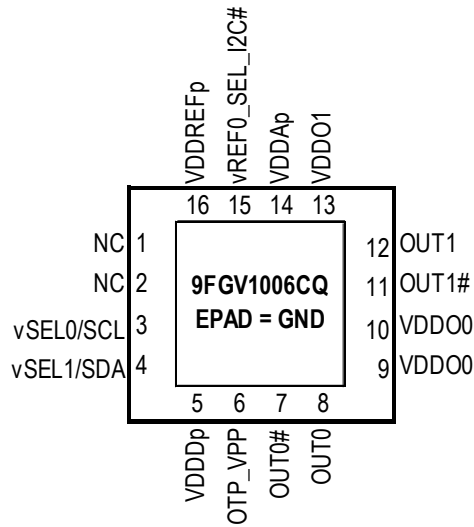 VDDREFp
vREF0_SEL_I2C#
VDDAp
VDDO1
16 15 14 13
NC 1
NC 2
vSEL0/SCL 3
vSEL1/SDA 4
9FGV1006CQ
EPAD = GND
12 OUT1
11 OUT1#
10 VDDO0
9 VDDO0
5 6 7 8
VDDDp
OTP_VPP
OUT0#
OUT0